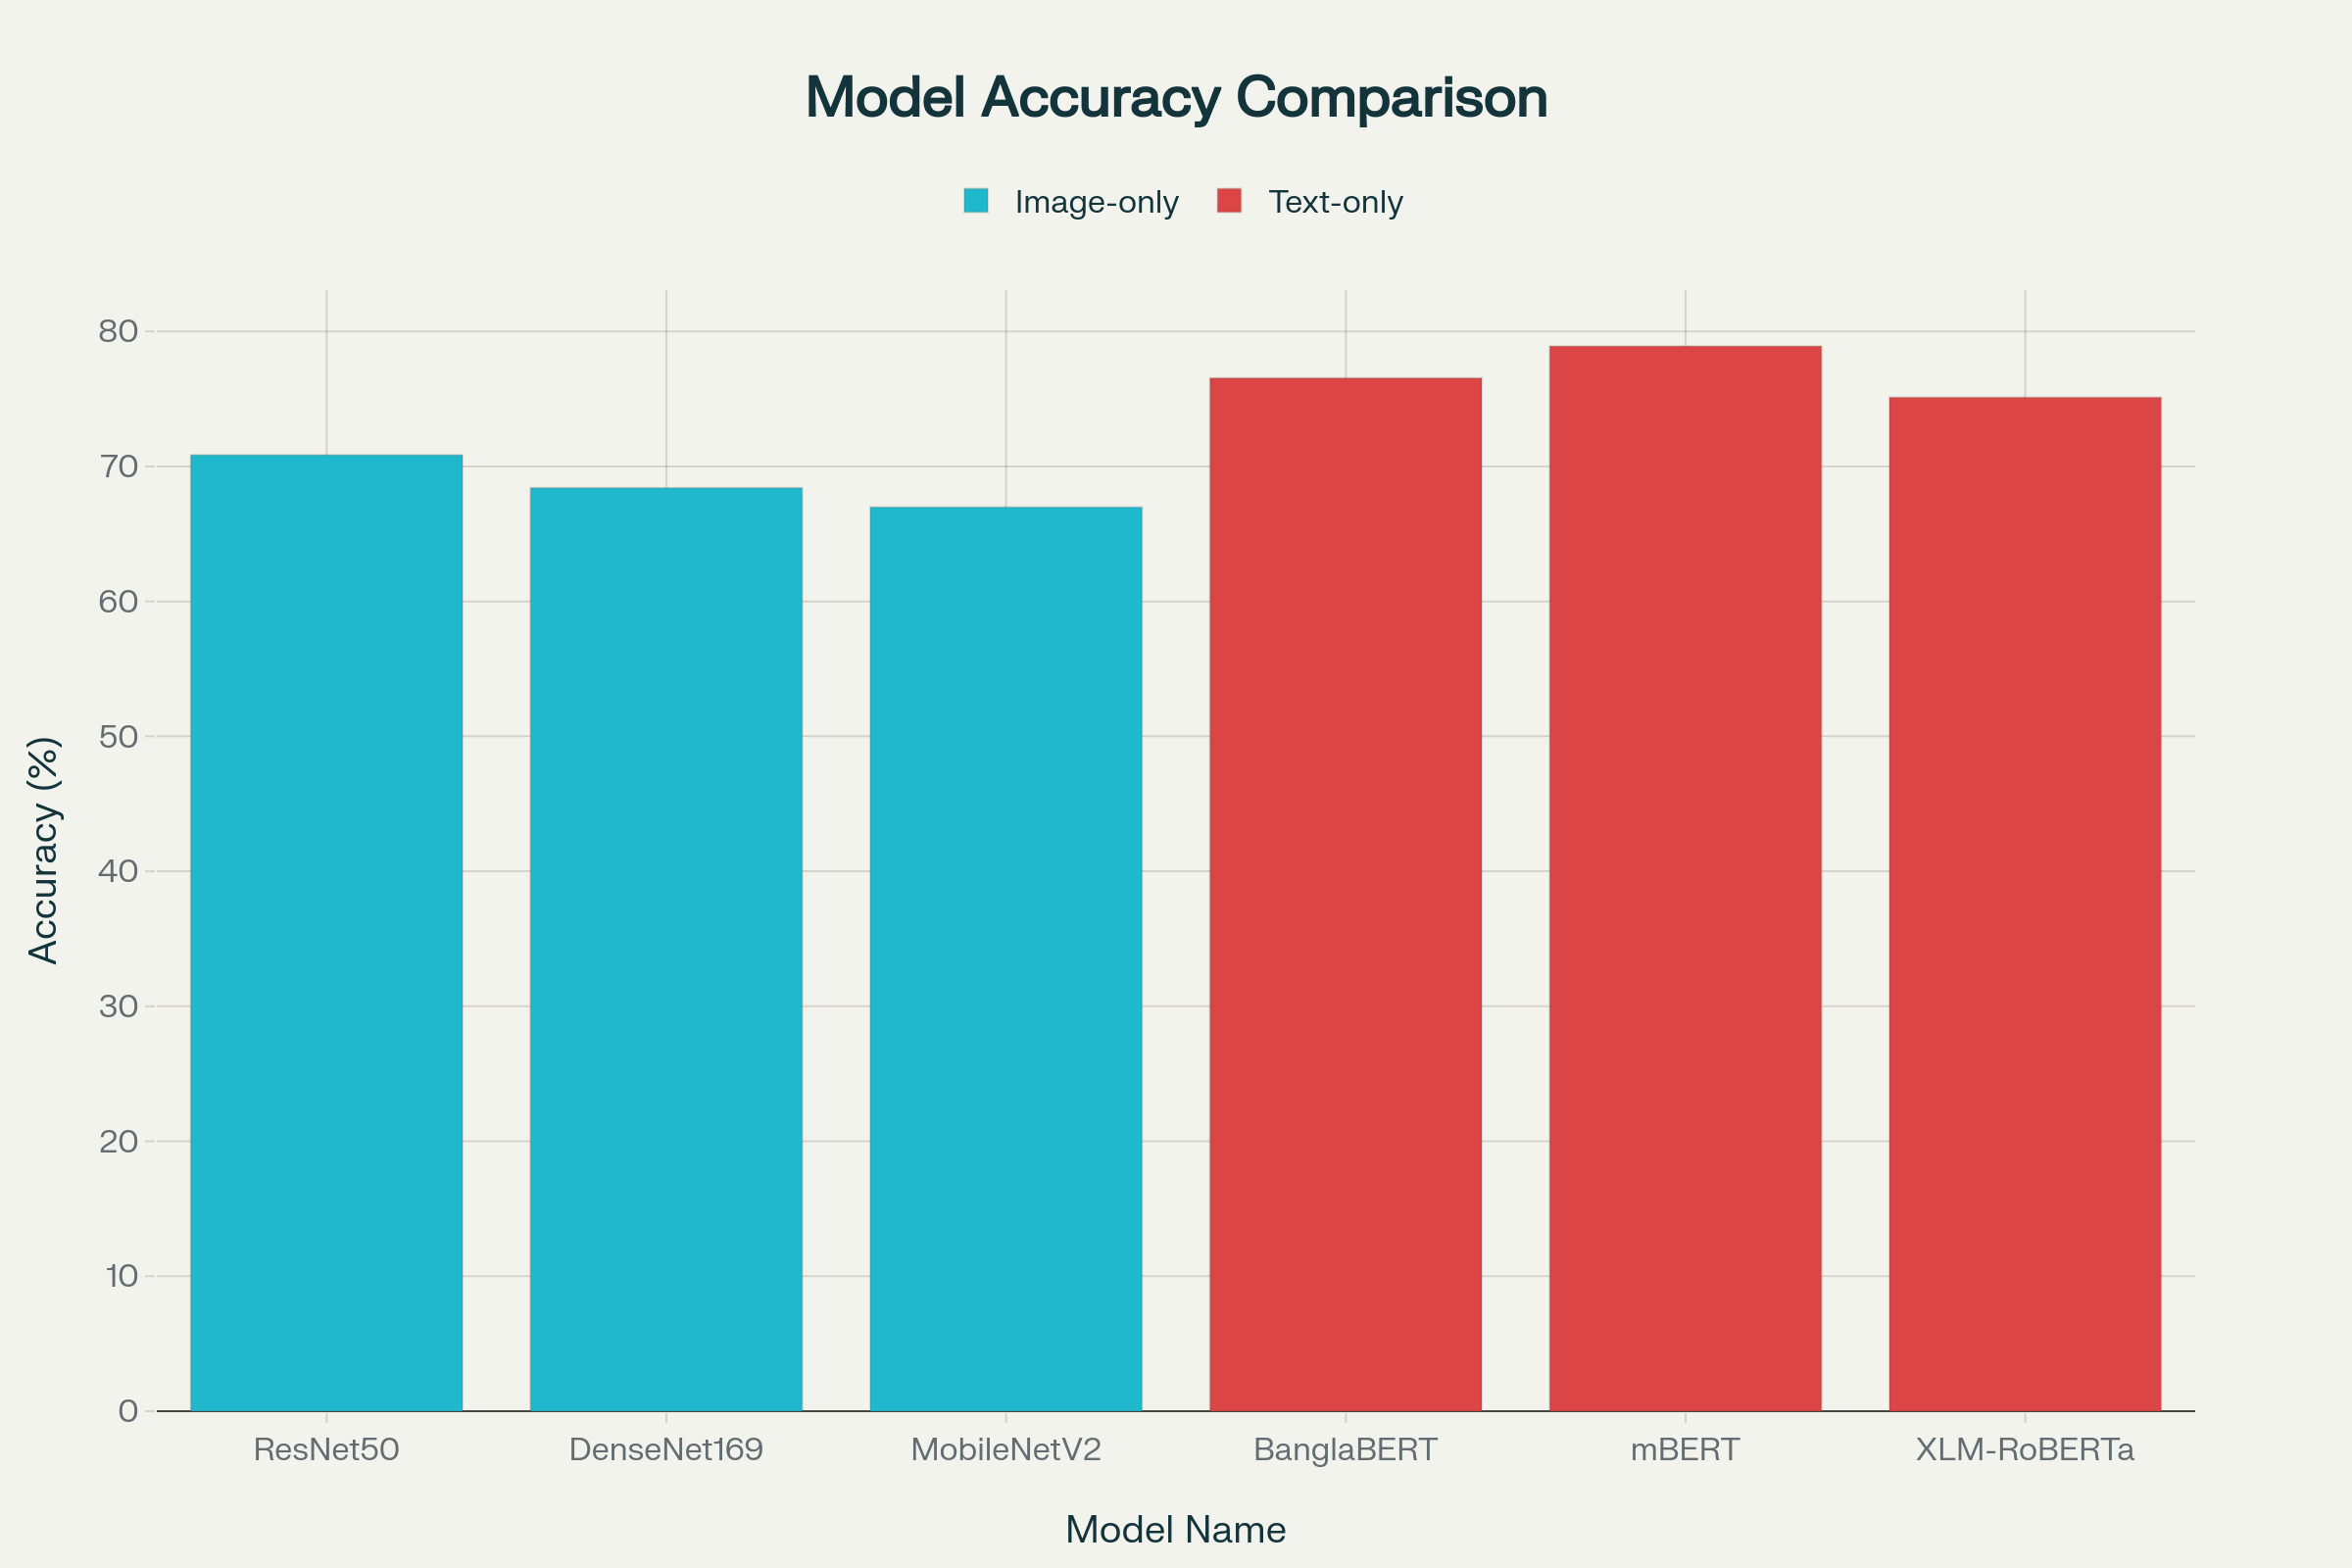 Model Accuracy Comparison
Image-only Text-only
80
70
60
50
40
30
20
10
0
Accuracy (%)
ResNet50 DenseNet169 MobileNetV2 BanglaBERT mBERT XLM-RoBERTa
Model Name